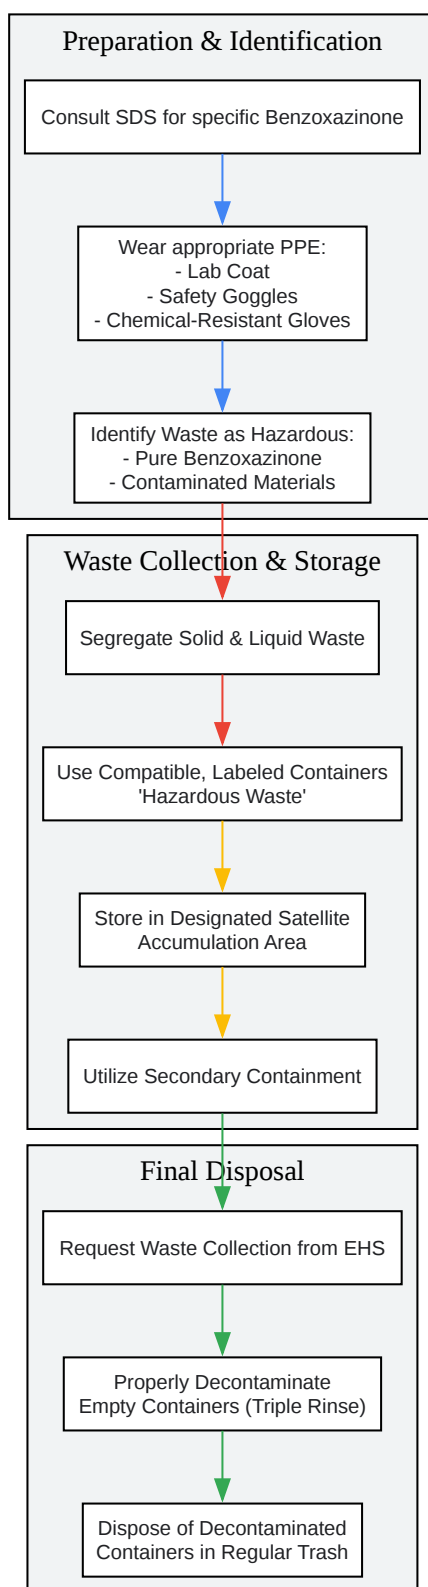 Preparation & Identification
Consult SDS for specific Benzoxazinone
Wear appropriate PPE:
- Lab Coat
- Safety Goggles
- Chemical-Resistant Gloves
Identify Waste as Hazardous:
- Pure Benzoxazinone
- Contaminated Materials
Waste Collection & Storage
Segregate Solid & Liquid Waste
Use Compatible, Labeled Containers
'Hazardous Waste'
Store in Designated Satellite
Accumulation Area
Utilize Secondary Containment
Final Disposal
Request Waste Collection from EHS
Properly Decontaminate
Empty Containers (Triple Rinse)
Dispose of Decontaminated
Containers in Regular Trash